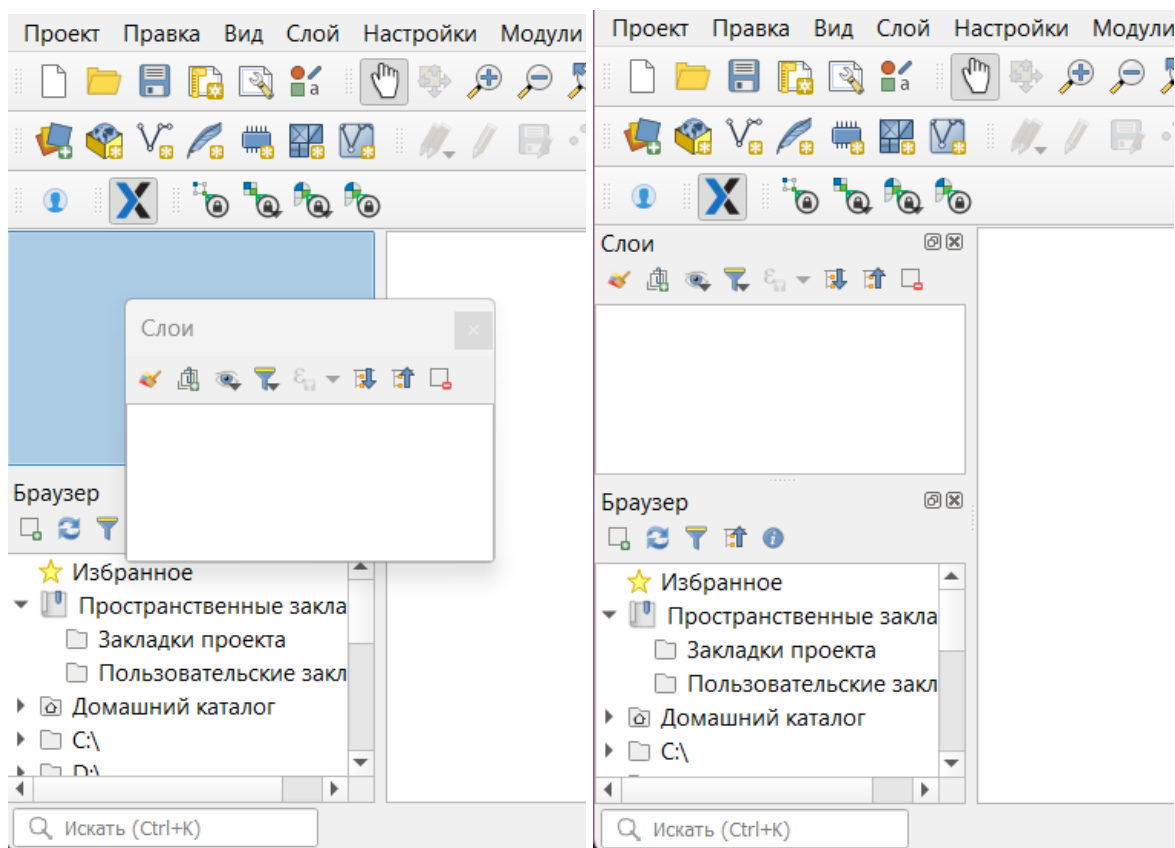 Проект Правка Вид Слой Настройки Модули
Слои
Браузер
Избранное
Пространственные закла
Закладки проекта
Пользовательские закл
Домашний каталог
C:\
D:\
Искать (Ctrl+K)
Проект Правка Вид Слой Настройки Модули
Слои
Браузер
Избранное
Пространственные закла
Закладки проекта
Пользовательские закл
Домашний каталог
C:\
Искать (Ctrl+K)